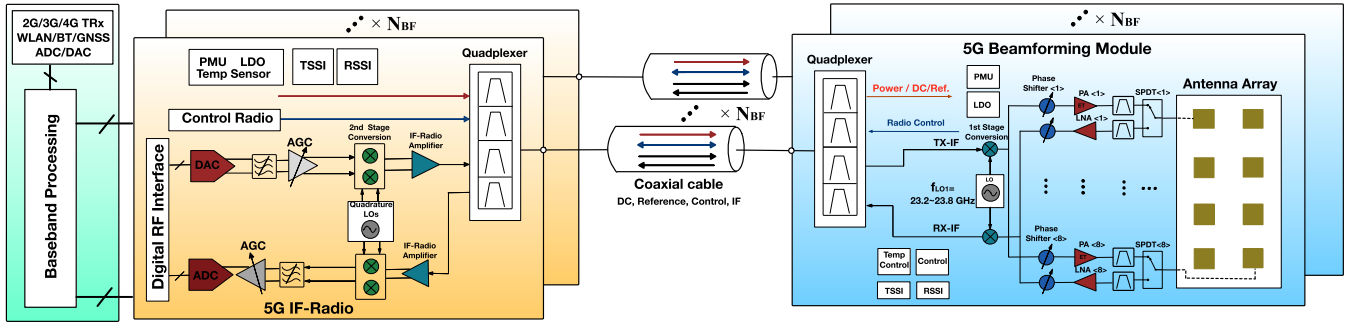 2G/3G/4G TRx
WLAN/BT/GNSS
ADC/DAC
Baseband Processing
× NBF
PMU LDO
Temp Sensor
TSSI
RSSI
Quadplexer
Control Radio
Digital RF Interface
DAC
AGC
2nd Stage
Conversion
IF-Radio
Amplifier
Quadrature
LOs
ADC
AGC
IF-Radio
Amplifier
5G IF-Radio
× NBF
Coaxial cable
DC, Reference, Control, IF
× NBF
5G Beamforming Module
Quadplexer
Power / DC/Ref.
Radio Control
TX-IF
RX-IF
PMU
LDO
1st Stage
Conversion
LO
fLO1=
23.2~23.8 GHz
Temp
Control
Control
TSSI
RSSI
Phase
Shifter <1>
PA <1>
ET
LNA <1>
SPDT<1>
Phase
Shifter <8>
PA <8>
ET
LNA <8>
SPDT<8>
Antenna Array